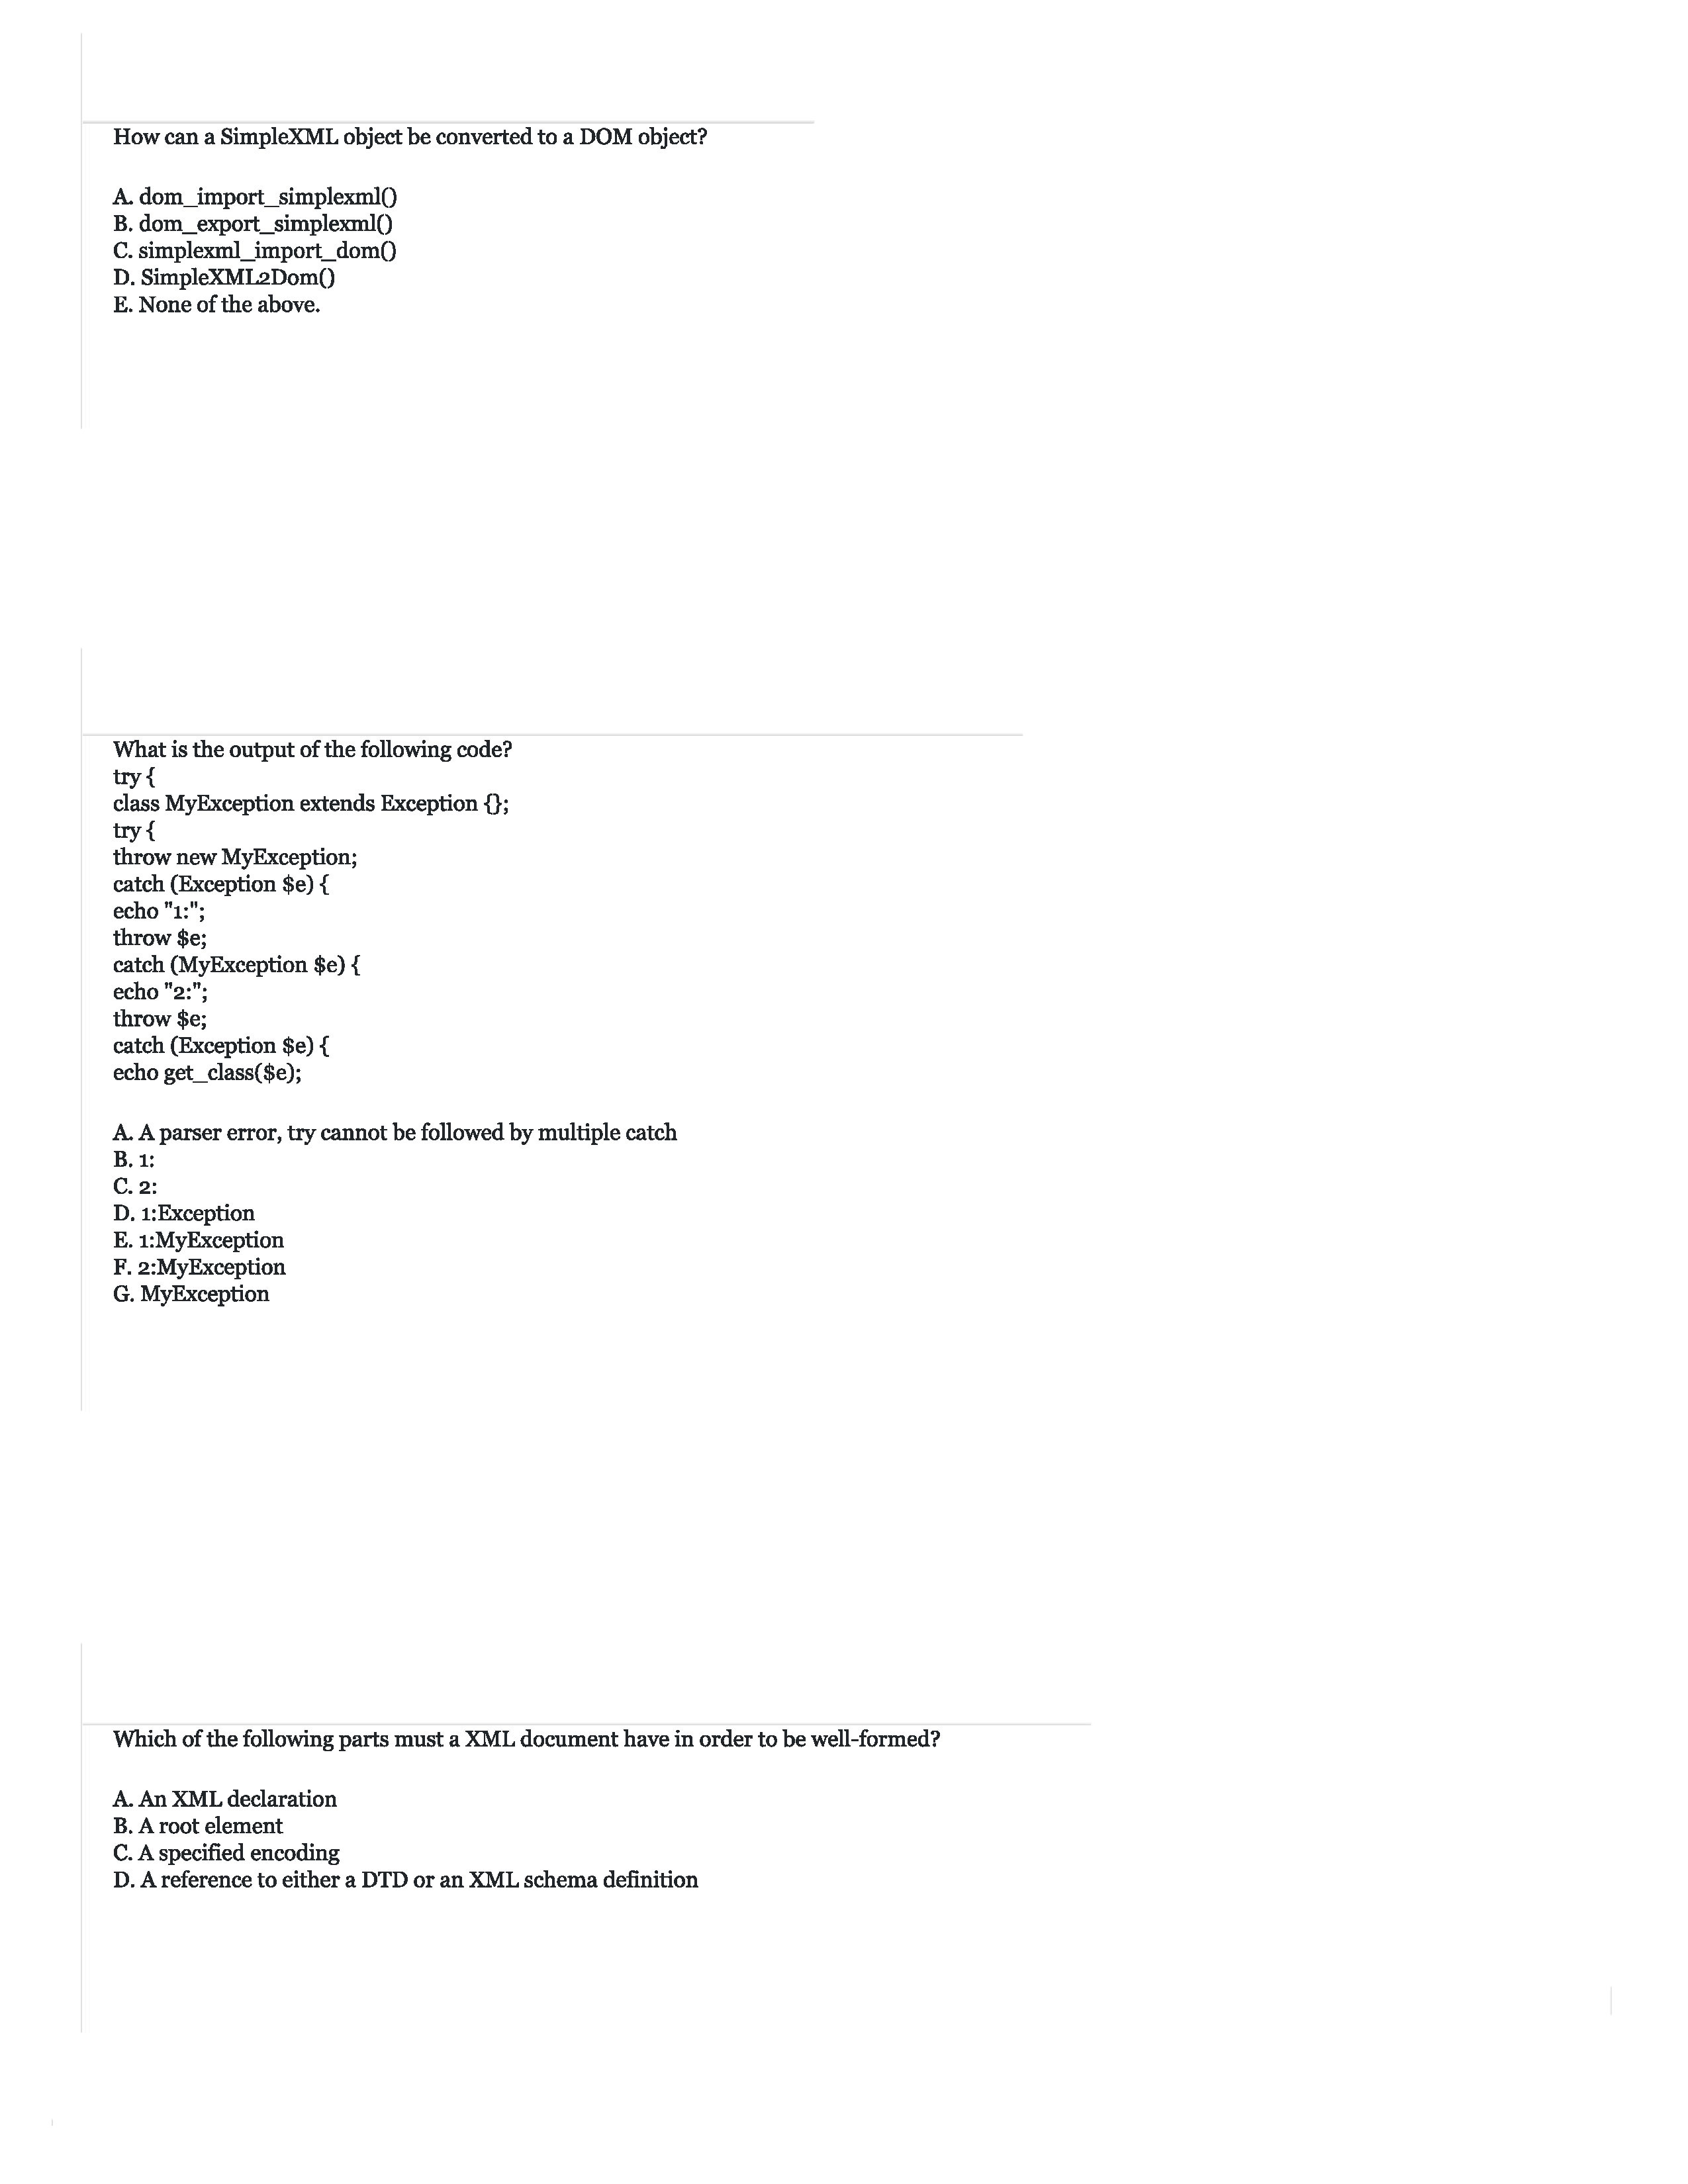 How can a SimpleXML object be converted to a DOM object?
A. dom_import_simplexml()
B. dom_export_simplexml()
C. simplexml_import_dom()
D. SimpleXML2Dom()
E. None of the above.
What is the output of the following code?
try {
class MyException extends Exception {};
try {
throw new MyException;
catch (Exception $e) {
echo "1:";
throw $e;
catch (MyException $e) {
echo "2:";
throw $e;
catch (Exception $e) {
echo get_class($e);
A. A parser error, try cannot be followed by multiple catch
B. 1:
C. 2:
D. 1:Exception
E. 1:MyException
F. 2:MyException
G. MyException
Which of the following parts must a XML document have in order to be well-formed?
A. An XML declaration
B. A root element
C. A specified encoding
D. A reference to either a DTD or an XML schema definition